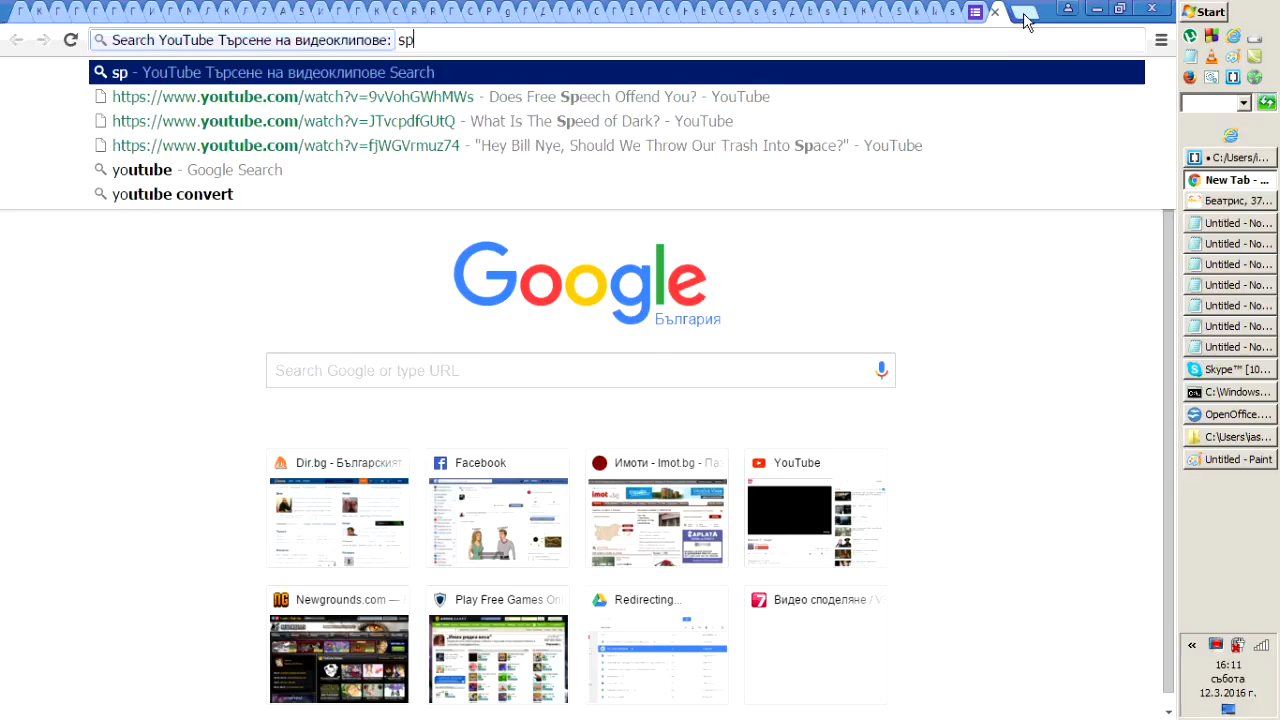 Search YouTube Търсене на видеоклипове: sp
sp - YouTube Търсене на видеоклипове Search
https://www.youtube.com/watch?v=9vVohGWhMWs - Does Free Speech Offend You? - YouTube
https://www.youtube.com/watch?v=JTvcpdfGUtQ - What Is The Speed of Dark? - YouTube
https://www.youtube.com/watch?v=fjWGVrmuz74 - "Hey Bill Nye, Should We Throw Our Trash Into Space?" - YouTube
youtube - Google Search
youtube convert
Google
България
Search Google or type URL
Dir.bg - Българският
Facebook
Имоти - Imot.bg - Па
YouTube
Newgrounds.com —
Play Free Games On
Redirecting...
Видео споделяне / V
Start
• C:/Users/i...
New Tab - ...
Беатрис, 37...
Untitled - No...
Untitled - No...
Untitled - No...
Untitled - No...
Untitled - No...
Untitled - No...
Untitled - No...
Skype™ [10...
C:\Windows...
OpenOffice....
C:\Users\as...
Untitled - Paint
16:11
събота
12.3.2016 г.